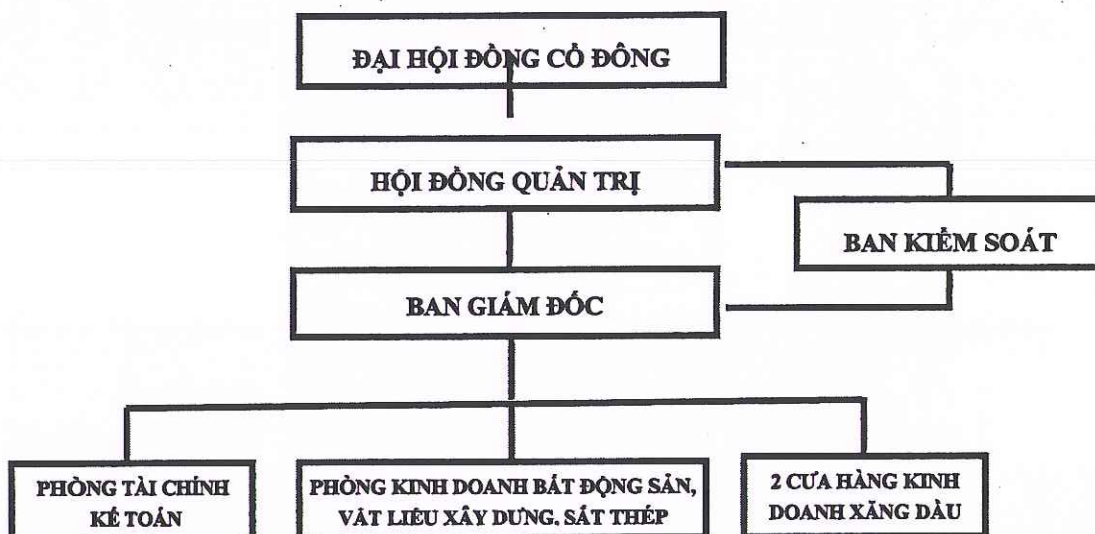 ĐẠI HỘI ĐỒNG CỔ ĐÔNG
HỘI ĐỒNG QUẢN TRỊ
BAN KIỂM SOÁT
BAN GIÁM ĐỐC
PHÒNG TÀI CHÍNH
KẾ TOÁN
PHÒNG KINH DOANH BẤT ĐỘNG SẢN,
VẬT LIỆU XÂY DỰNG, SẮT THÉP
2 CỬA HÀNG KINH
DOANH XĂNG DẦU